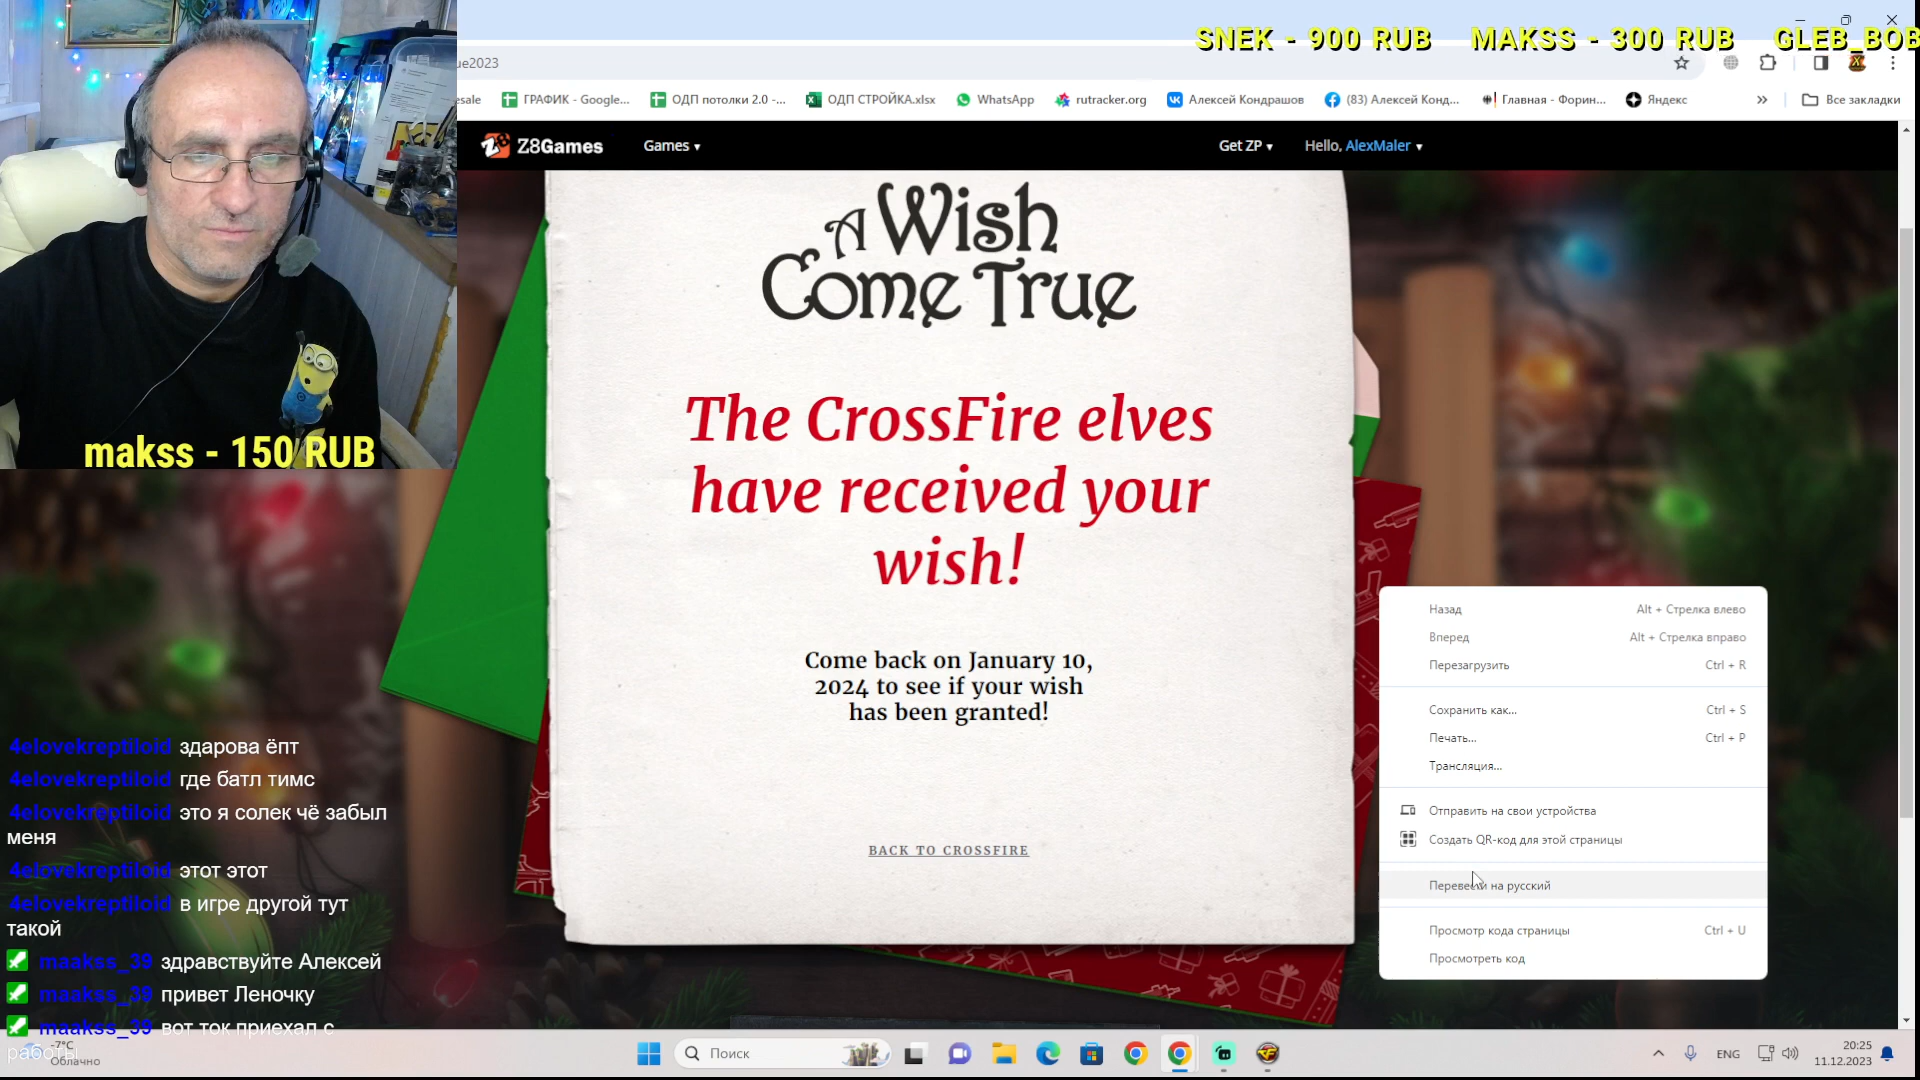 SNEK - 900 RUB MAKSS - 300 RUB GLEB_BOB
ue2023
esale ГРАФИК - Google... ОДП потолки 2.0 -... ОДП СТРОЙКА.xlsx WhatsApp rutracker.org Алексей Кондрашов (83) Алексей Конд... Главная - Форин... Яндекс » Все закладки
Z8Games Games ▾ Get ZP ▾ Hello, AlexMaler ▾
A Wish
Come True
The CrossFire elves
have received your
wish!
Come back on January 10,
2024 to see if your wish
has been granted!
BACK TO CROSSFIRE
makss - 150 RUB
Назад Alt + Стрелка влево
Вперед Alt + Стрелка вправо
Перезагрузить Ctrl + R
Сохранить как... Ctrl + S
Печать... Ctrl + P
Трансляция...
Отправить на свои устройства
Создать QR-код для этой страницы
Перевести на русский
Просмотр кода страницы Ctrl + U
Просмотреть код
4elovekreptiloid здарова ёпт
4elovekreptiloid где батл тимс
4elovekreptiloid это я солек чё забыл
меня
4elovekreptiloid этот этот
4elovekreptiloid в игре другой тут
такой
maakss_39 здравствуйте Алексей
maakss_39 привет Леночку
maakss_39 вот ток приехал с
работы
-7°C
Облачно
Поиск
ENG
20:25
11.12.2023